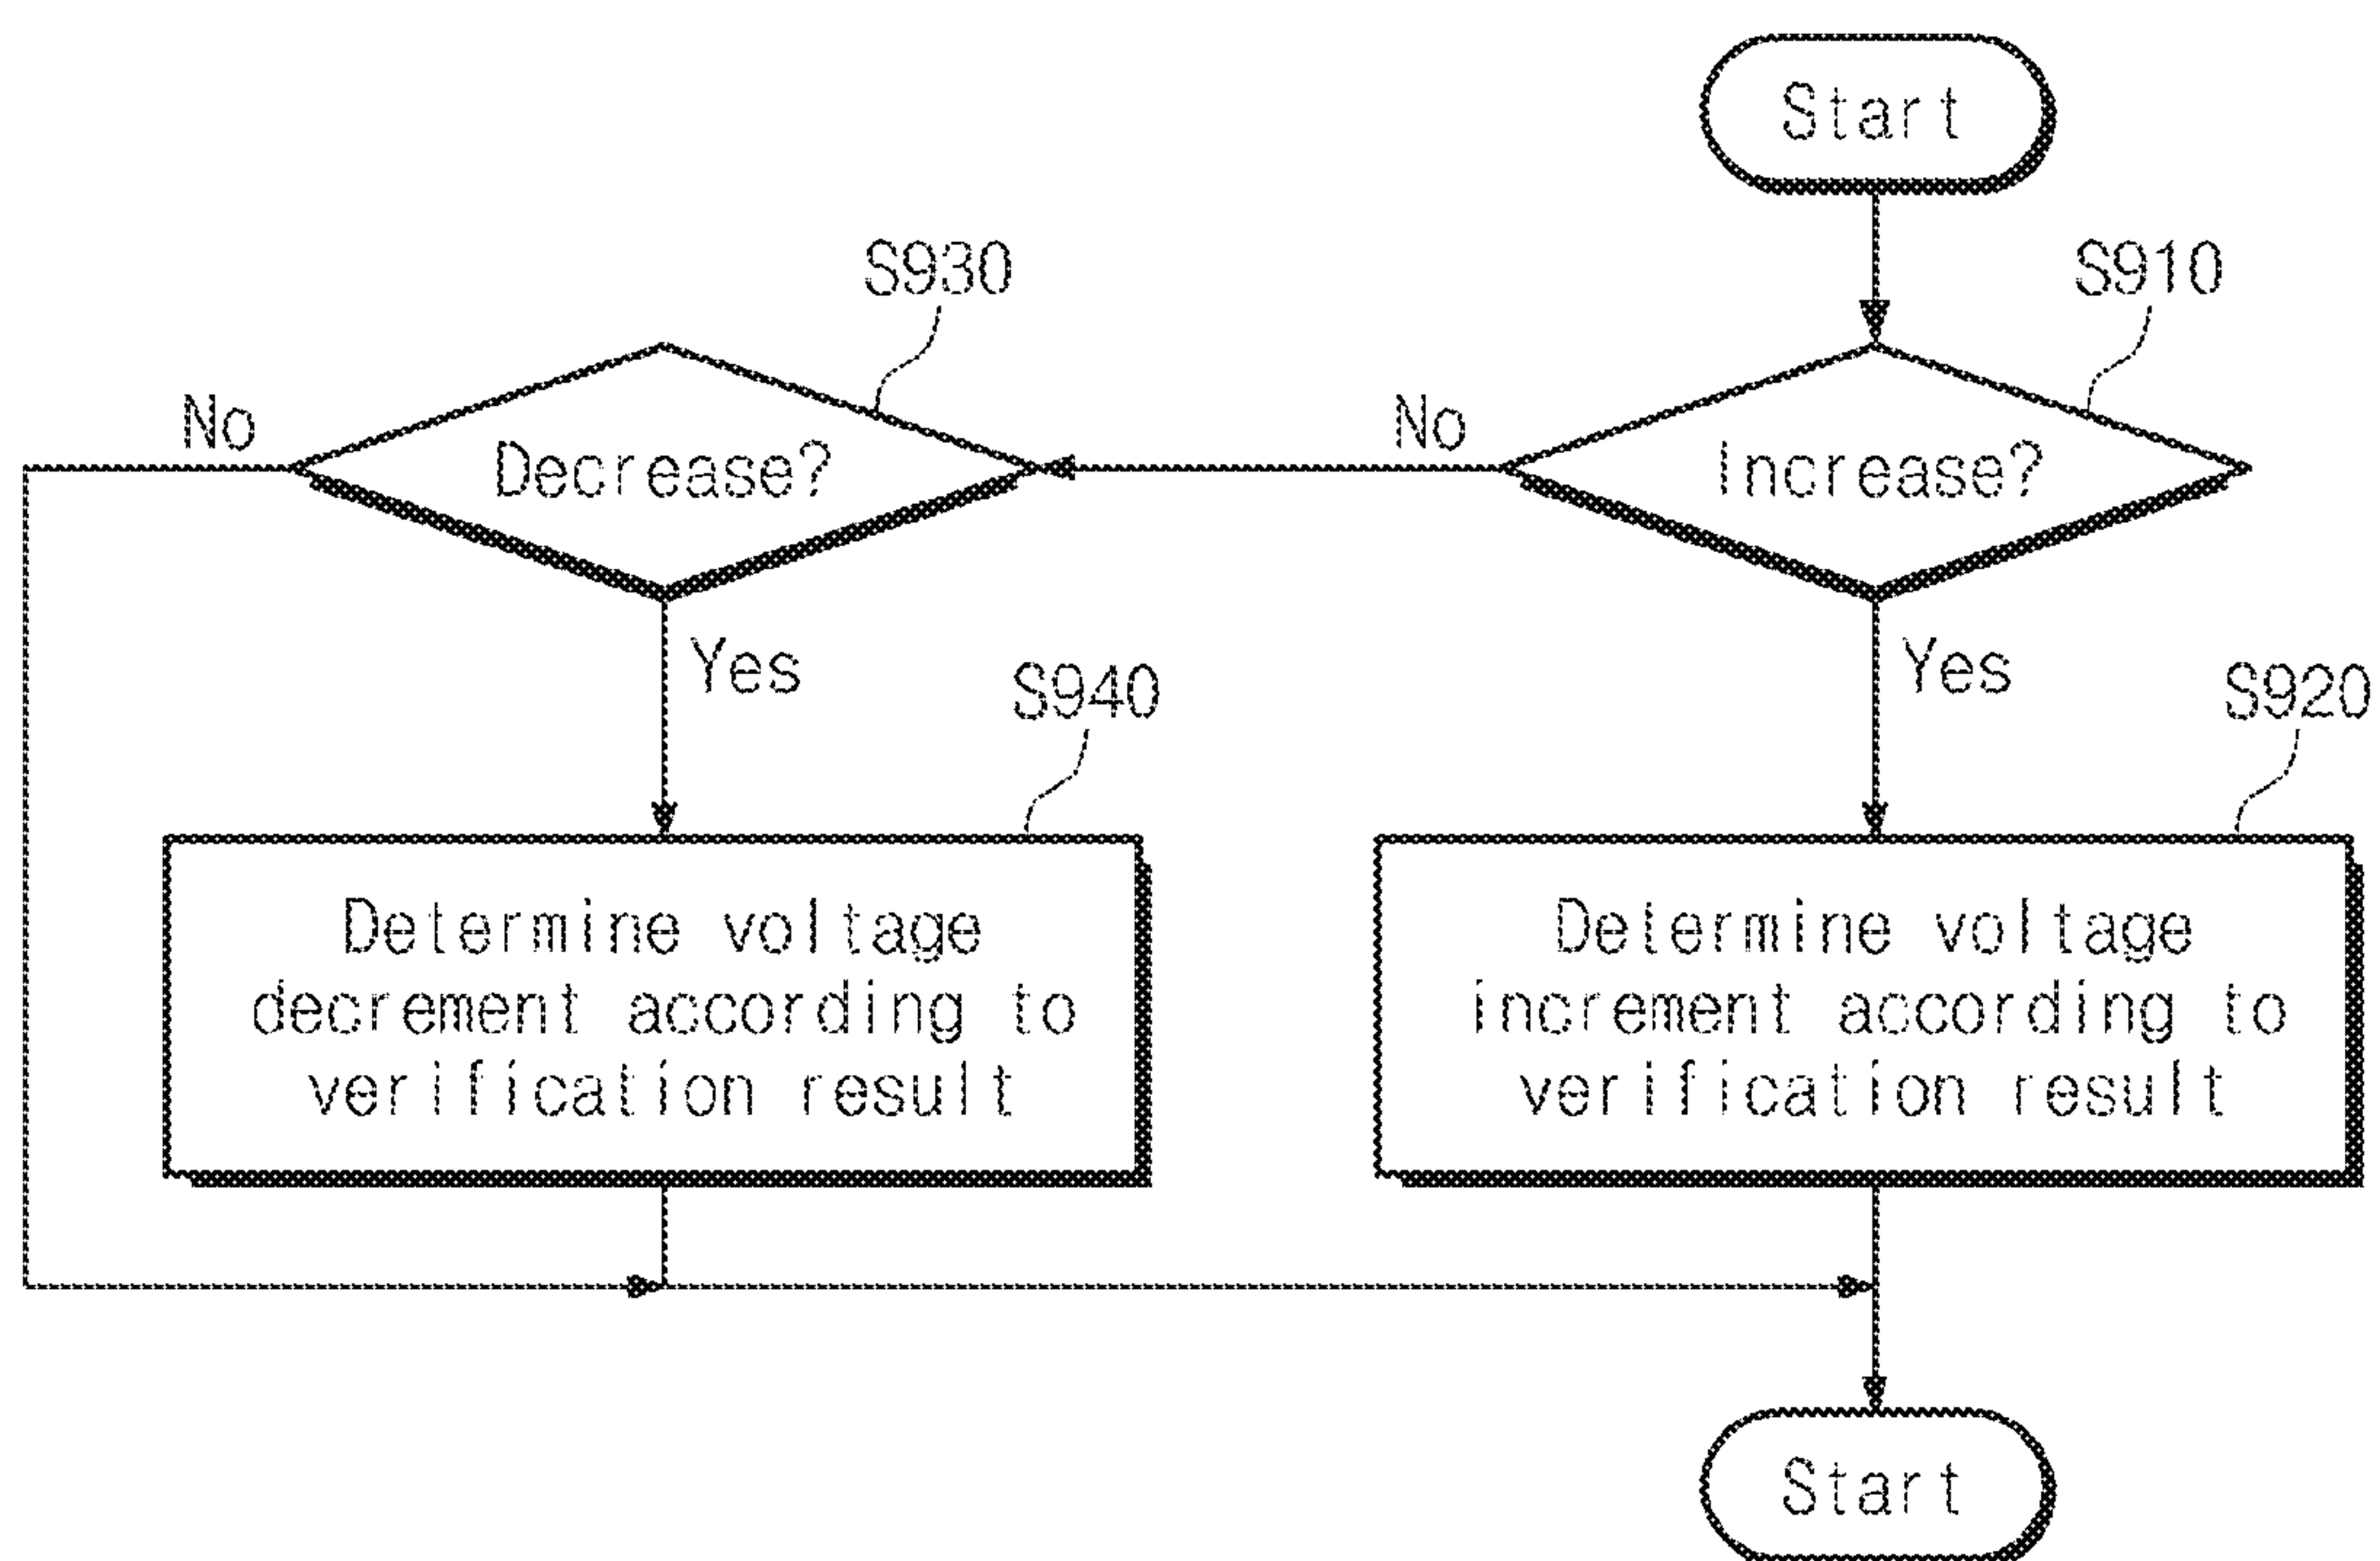 Start
S930
S910
No
Decrease?
No
Increase?
Yes
S940
Yes
S920
Determine voltage
decrement according to
verification result
Determine voltage
increment according to
verification result
Start